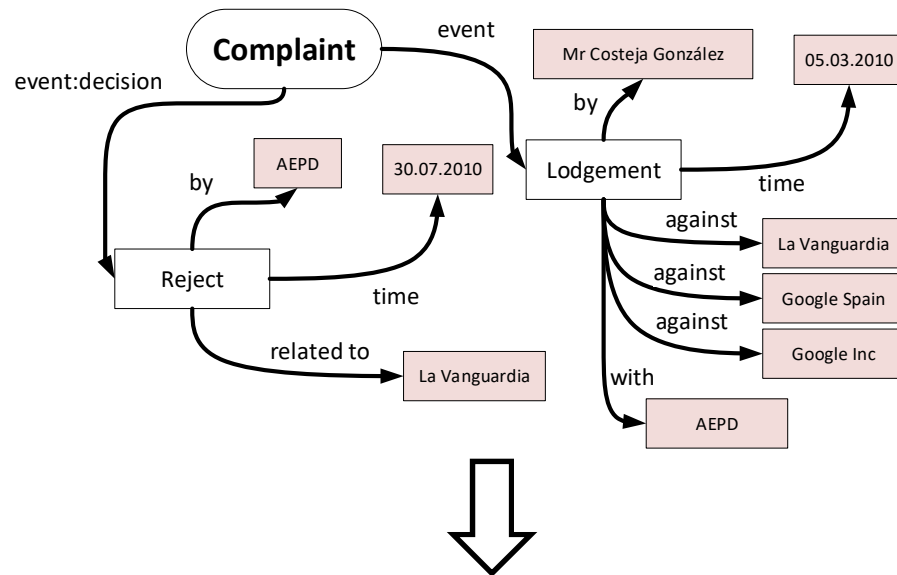 Complaint
event
event:decision
Mr Costeja González
05.03.2010
by
Lodgement
time
AEPD
by
30.07.2010
Reject
time
related to
La Vanguardia
against
La Vanguardia
against
Google Spain
against
Google Inc
with
AEPD